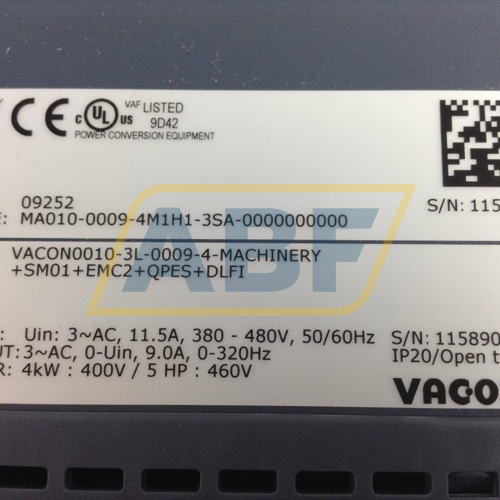 CE c UL us VAF LISTED
9D42
POWER CONVERSION EQUIPMENT
09252
E: MA010-0009-4M1H1-3SA-0000000000
S/N: 115
VACON0010-3L-0009-4-MACHINERY
+SM01+EMC2+QPES+DLFI
: Uin: 3~AC, 11.5A, 380 - 480V, 50/60Hz
S/N: 115890
UT: 3~AC, 0-Uin, 9.0A, 0-320Hz
IP20/Open t
R: 4kW : 400V / 5 HP : 460V
VACO
ABF